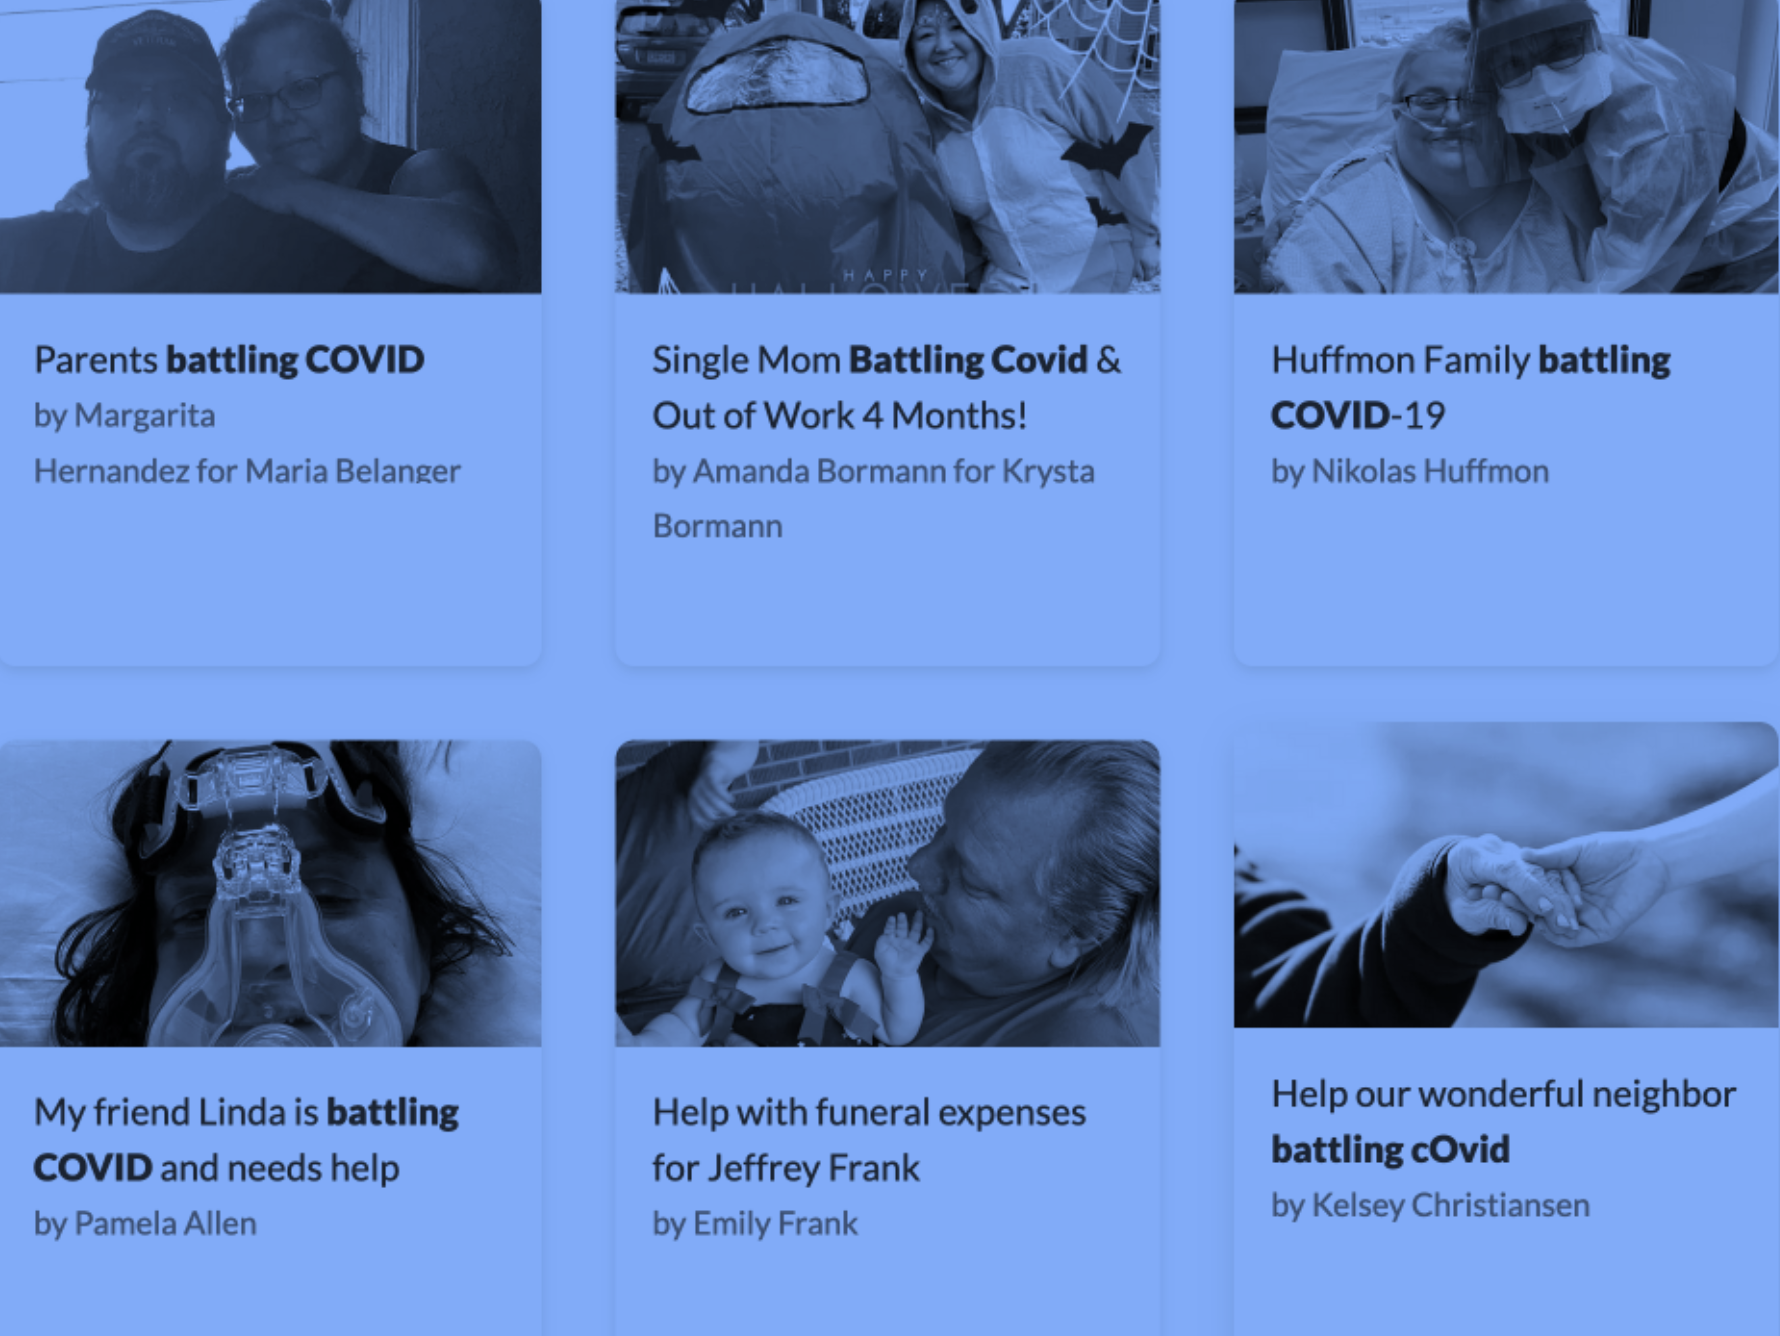 HAPPY
HALLOWEEN
Parents battling COVID
by Margarita
Hernandez for Maria Belanger
Single Mom Battling Covid &
Out of Work 4 Months!
by Amanda Bormann for Krysta
Bormann
Huffmon Family battling
COVID-19
by Nikolas Huffmon
My friend Linda is battling
COVID and needs help
by Pamela Allen
Help with funeral expenses
for Jeffrey Frank
by Emily Frank
Help our wonderful neighbor
battling cOvid
by Kelsey Christiansen